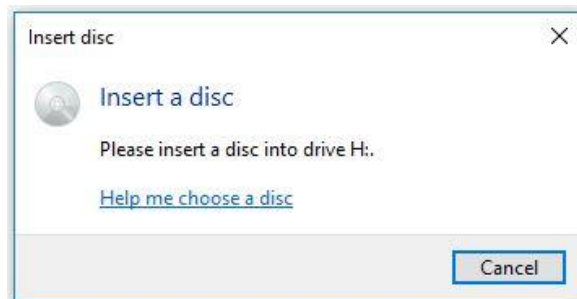 Insert disc
Insert a disc
Please insert a disc into drive H:.
Help me choose a disc
Cancel